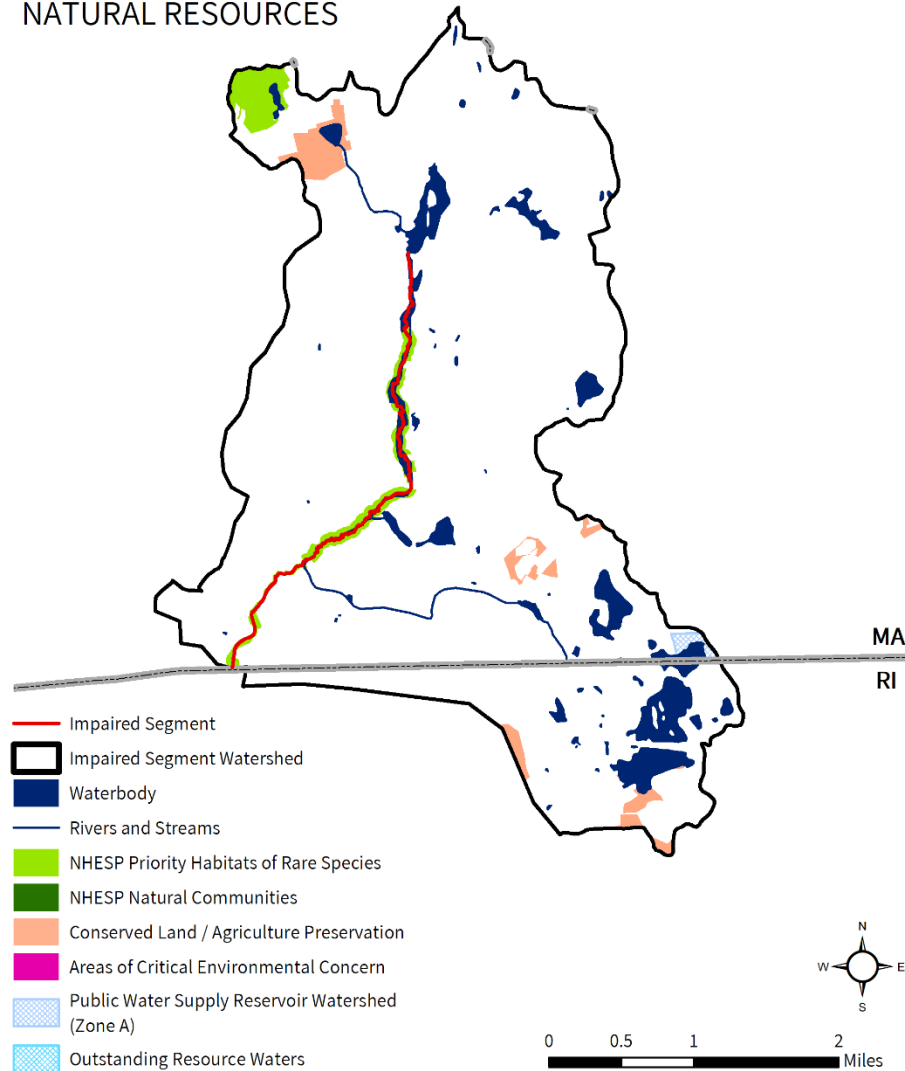 NATURAL RESOURCES
MA
RI
Impaired Segment
Impaired Segment Watershed
Waterbody
Rivers and Streams
NHESP Priority Habitats of Rare Species
NHESP Natural Communities
Conserved Land / Agriculture Preservation
Areas of Critical Environmental Concern
Public Water Supply Reservoir Watershed
(Zone A)
Outstanding Resource Waters
N
W E
S
0 0.5 1 2
Miles